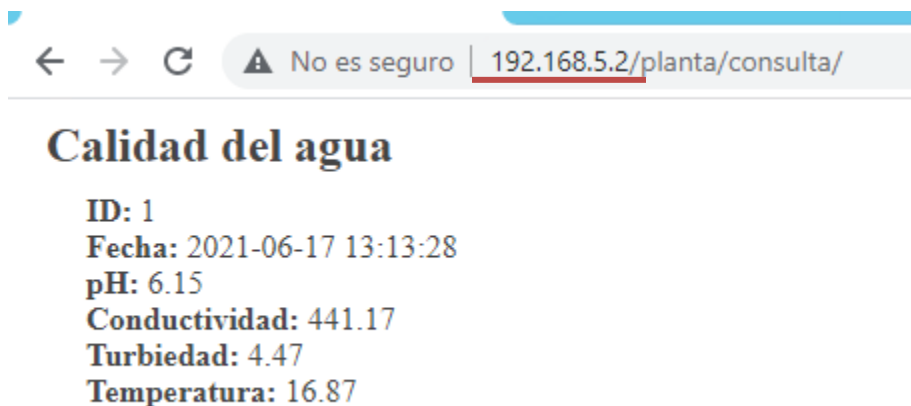 No es seguro | 192.168.5.2/planta/consulta/
Calidad del agua
ID: 1
Fecha: 2021-06-17 13:13:28
pH: 6.15
Conductividad: 441.17
Turbiedad: 4.47
Temperatura: 16.87